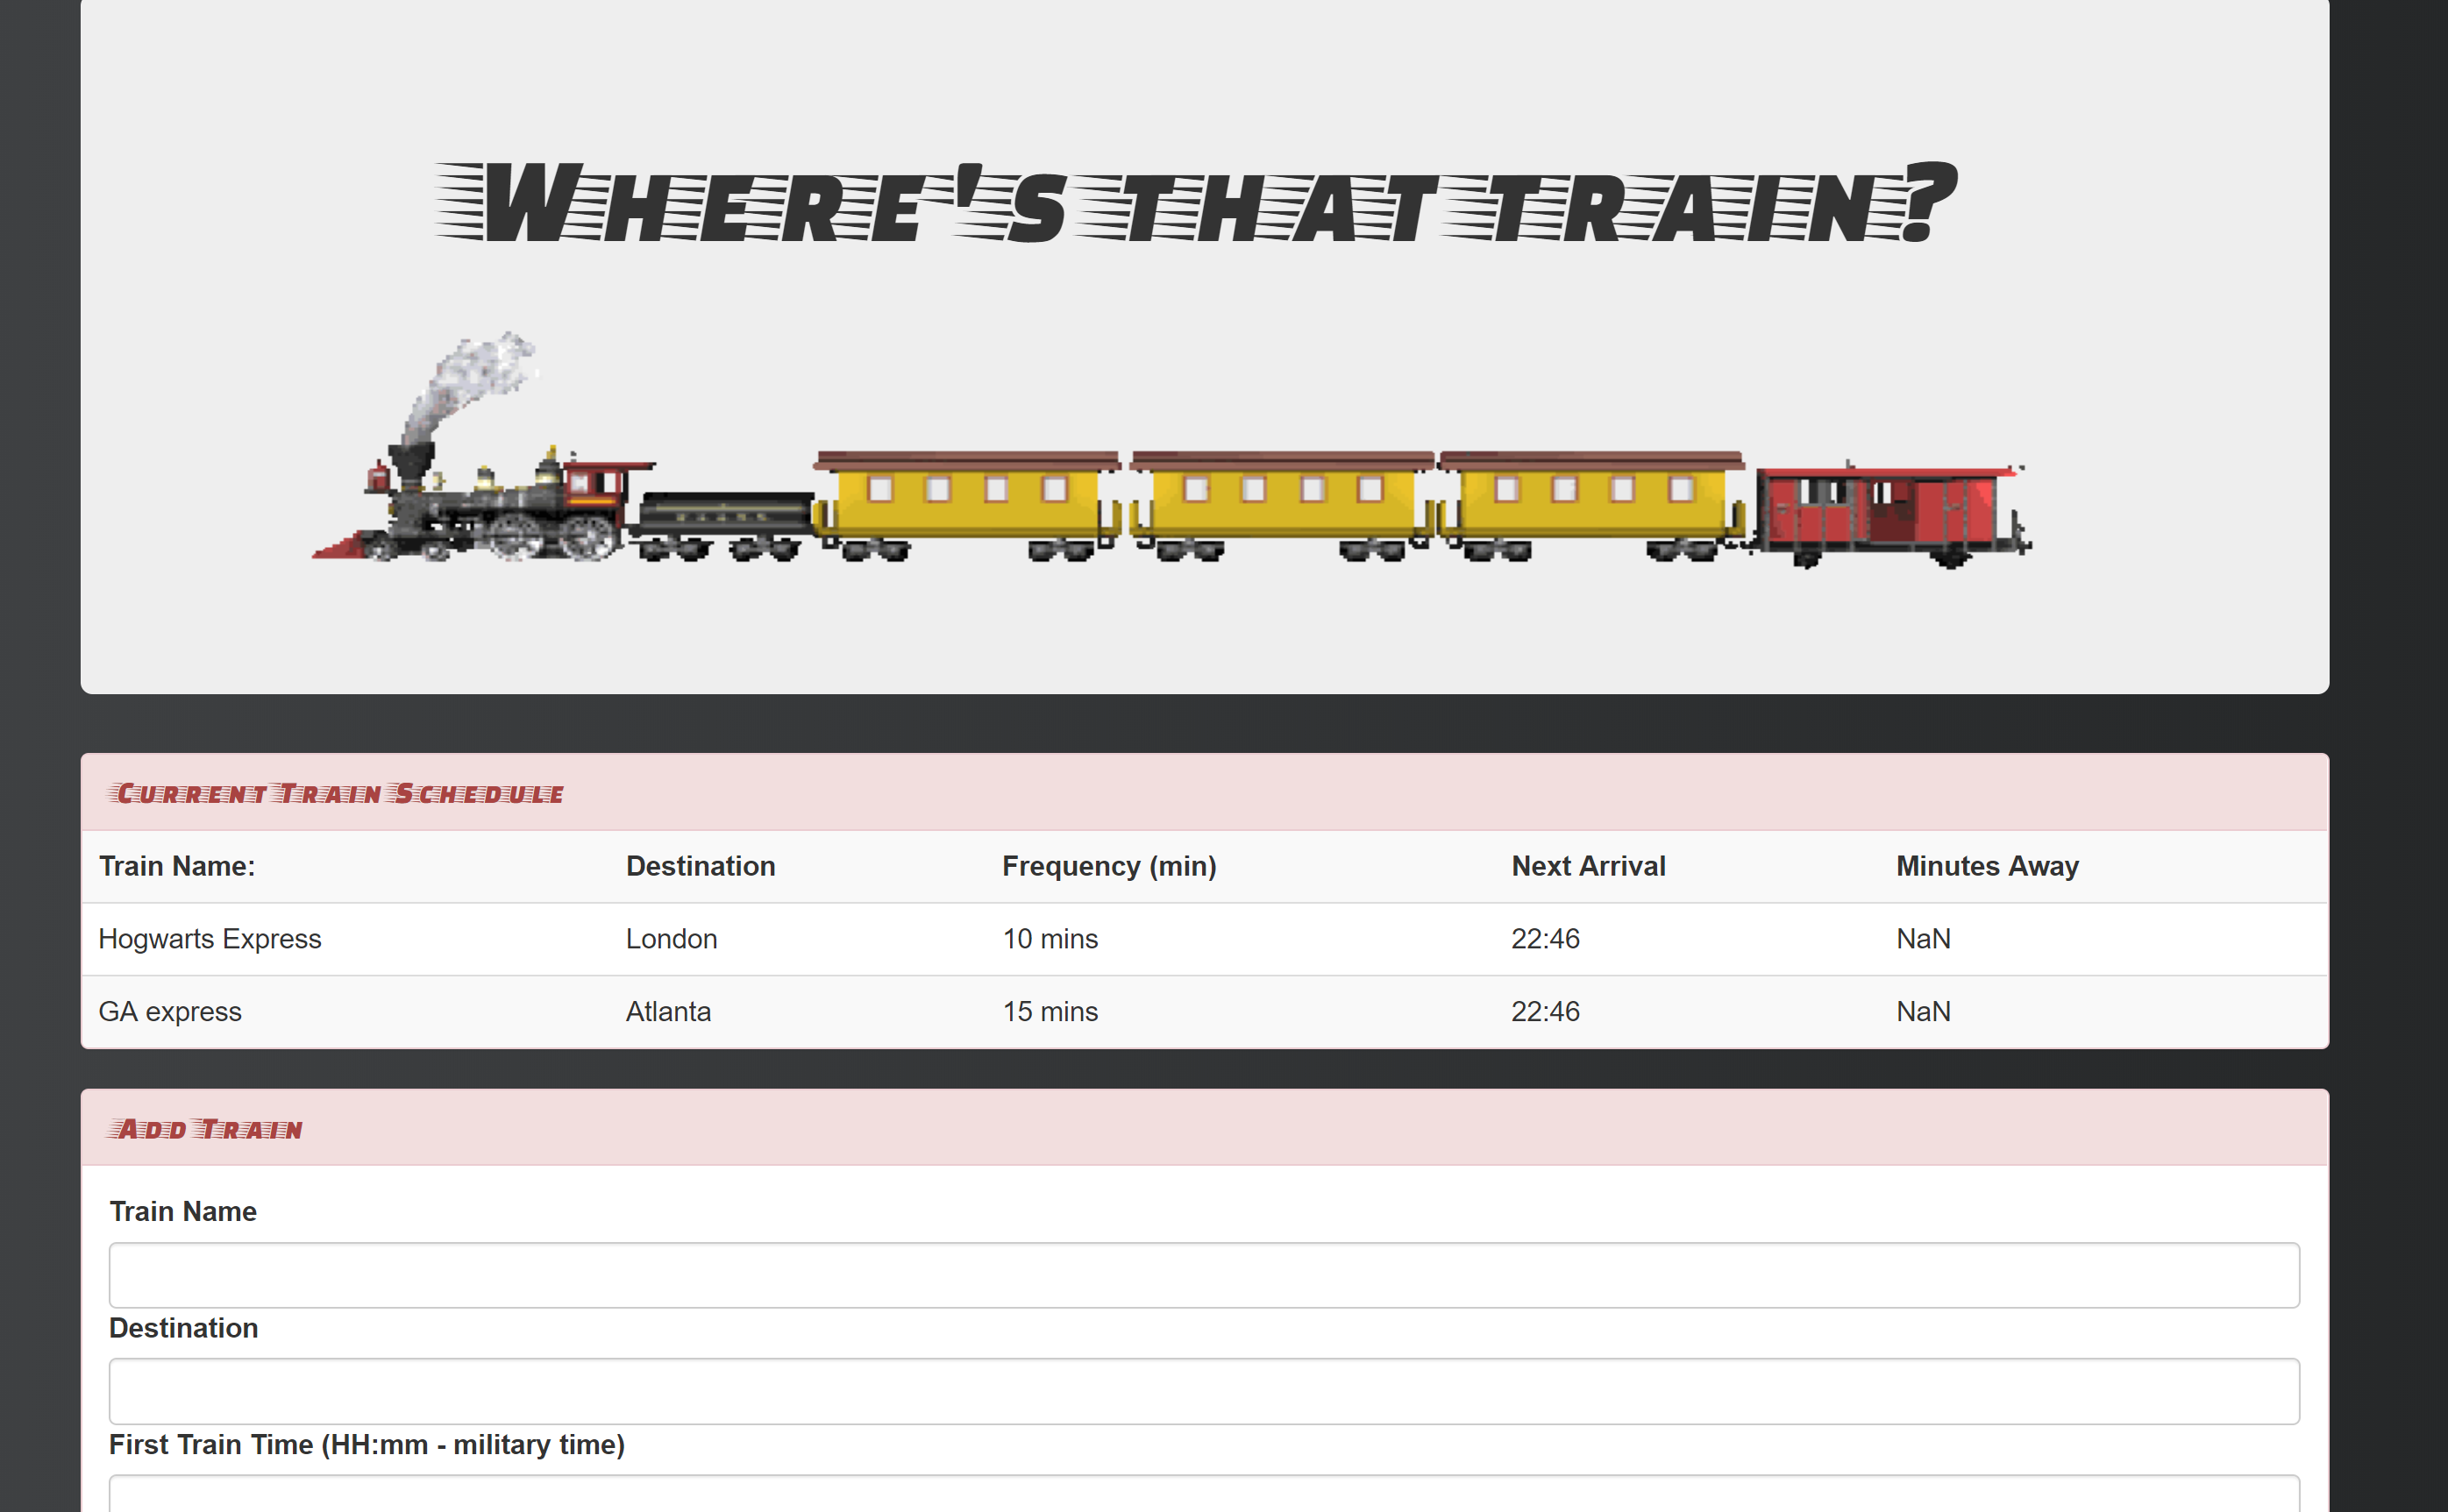 Where's that train?
Current Train Schedule
Train Name: Destination Frequency (min) Next Arrival Minutes Away
Hogwarts Express London 10 mins 22:46 NaN
GA express Atlanta 15 mins 22:46 NaN
Add Train
Train Name
Destination
First Train Time (HH:mm - military time)